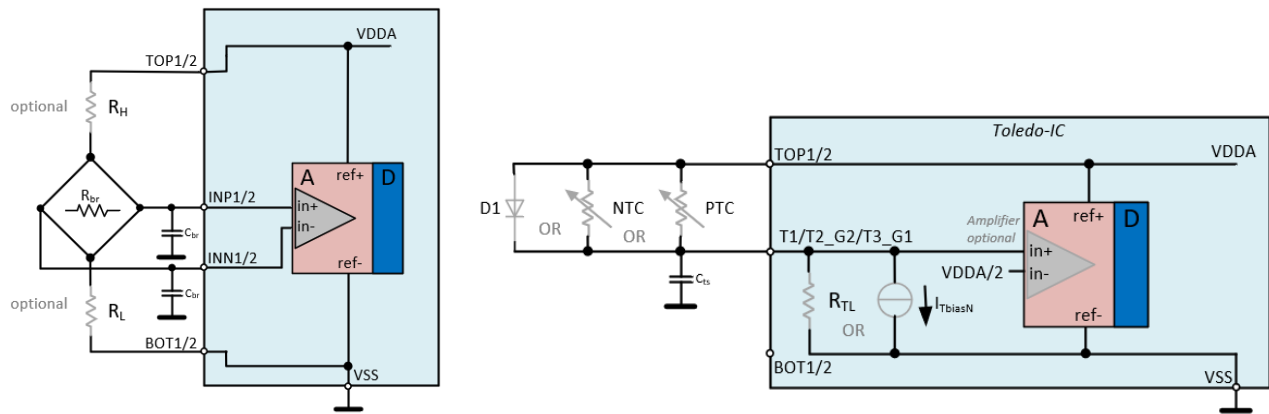 VDDA
TOP1/2
optional
RH
A
D
ref+
Rbr
INP1/2
in+
in-
Cbr
INN1/2
Cbr
ref-
optional
RL
BOT1/2
VSS
Toledo-IC
TOP1/2
VDDA
A
D
ref+
D1
NTC
PTC
OR
OR
T1/T2_G2/T3_G1
Amplifier
optional
in+
VDDA/2
in-
Cts
RTL
ITbiasN
OR
ref-
BOT1/2
VSS